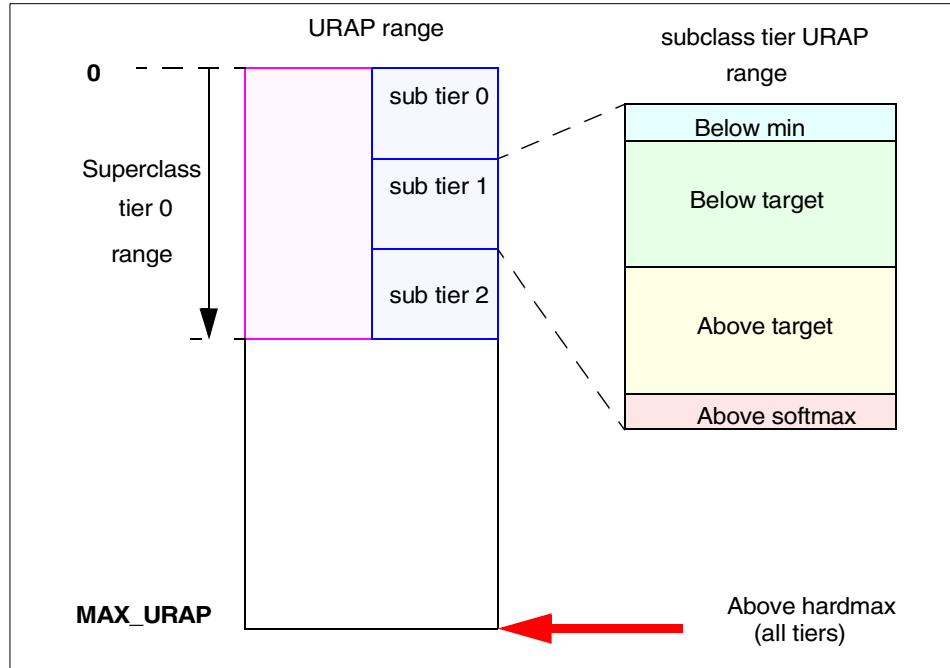 URAP range
subclass tier URAP
range
0
sub tier 0
Below min
Superclass
tier 0
range
sub tier 1
Below target
sub tier 2
Above target
Above softmax
MAX_URAP
Above hardmax
(all tiers)